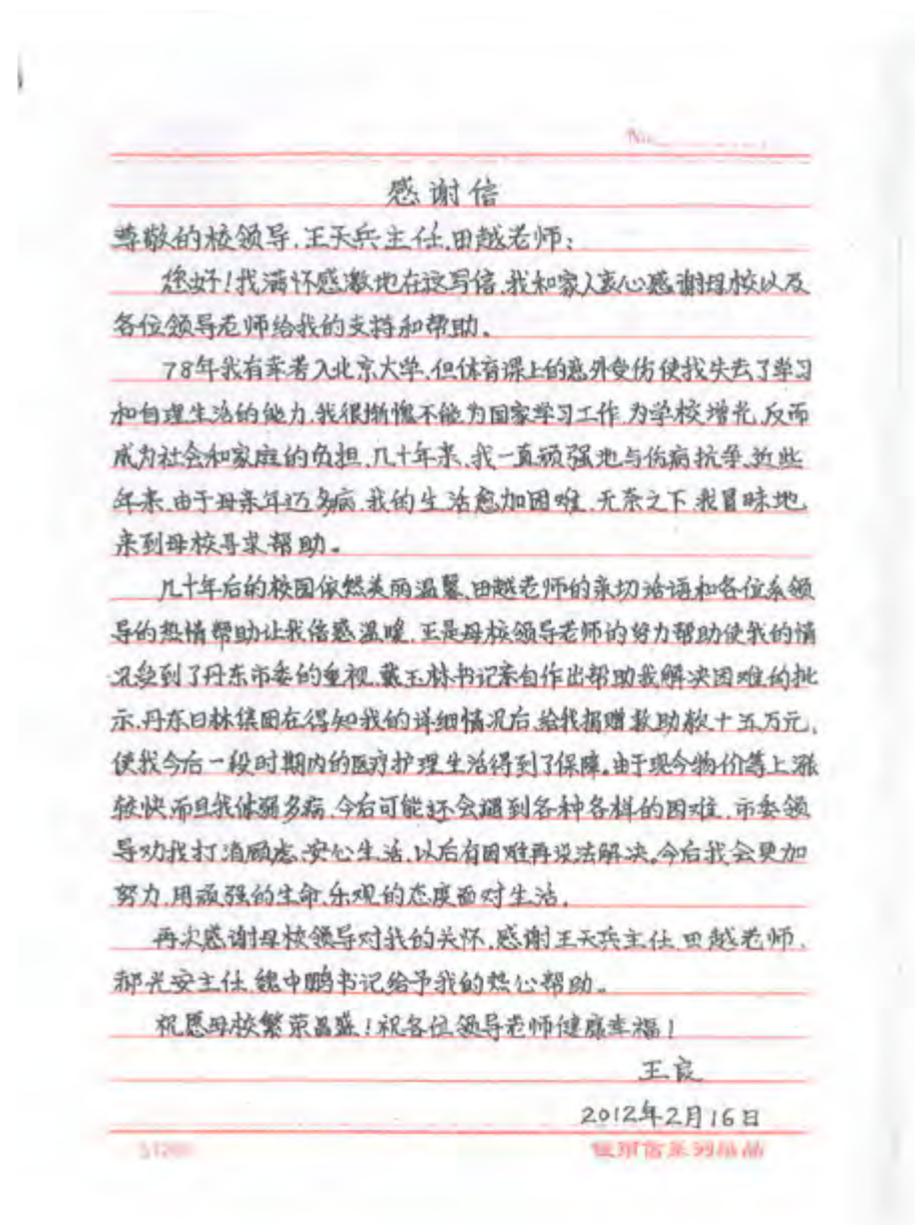 No.
感谢信
尊敬的校领导、王天兵主任、田越老师:
您好!我满怀感激地在这写信,我和家人衷心感谢母校以及
各位领导老师给我的支持和帮助。
78年我有幸考入北京大学,但体育课上的意外受伤使我失去了学习
和自理生活的能力,我很惭愧不能为国家学习工作,为学校增光,反而
成为社会和家庭的负担,几十年来,我一直顽强地与伤病抗争,近些
年来,由于母亲年迈多病,我的生活愈加困难,无奈之下,我冒昧地
来到母校寻求帮助。
几十年后的校园依然美丽温馨,田越老师的亲切话语和各位系领
导的热情帮助让我倍感温暖,正是母校领导老师的努力帮助使我的情
况受到了丹东市委的重视,戴玉林书记亲自作出帮助我解决困难的批
示,丹东日林集团在得知我的详细情况后,给我捐赠救助款十五万元,
使我今后一段时期内的医疗护理生活得到了保障。由于现今物价等上涨
较快而且我体弱多病,今后可能还会遇到各种各样的困难,市委领
导劝我打消顾虑,安心生活,以后有困难再设法解决。今后我会更加
努力,用顽强的生命,乐观的态度面对生活。
再次感谢母校领导对我的关怀,感谢王天兵主任、田越老师、
郝光安主任、魏中鹏书记给予我的热心帮助。
祝愿母校繁荣昌盛!祝各位领导老师健康幸福!
王良
2012年2月16日